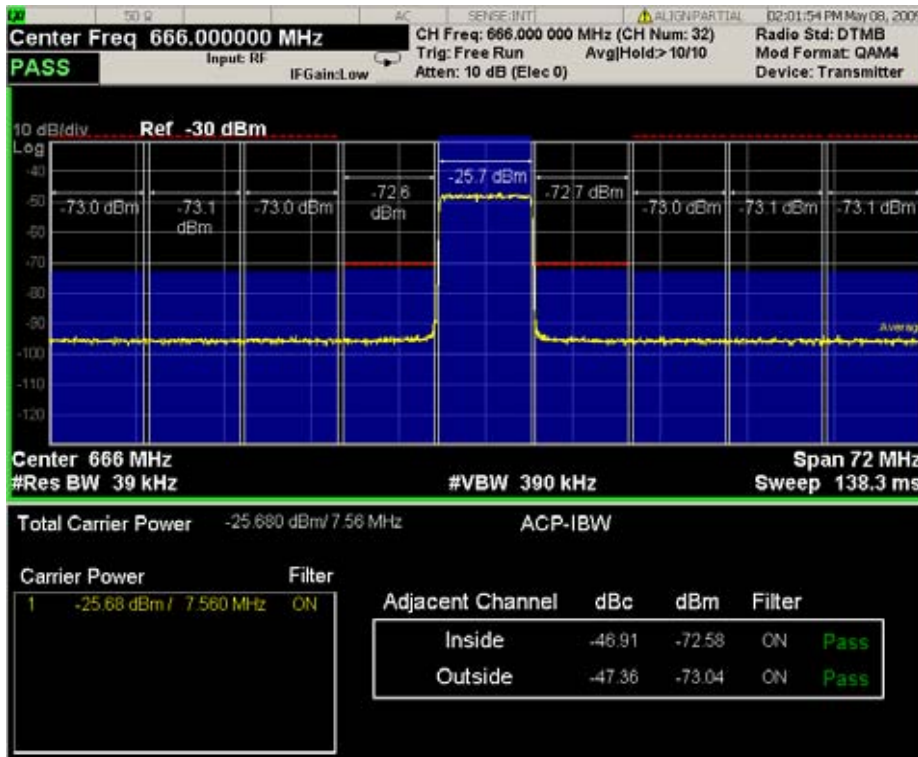 50 Ω AC SENSE:INT ALIGN PARTIAL 02:01:54 PM May 08, 2009
Center Freq 666.000000 MHz
Input: RF
IFGain:Low
CH Freq: 666.000 000 MHz (CH Num: 32)
Trig: Free Run Avg|Hold:> 10/10
Atten: 10 dB (Elec 0)
Radio Std: DTMB
Mod Format: QAM4
Device: Transmitter
PASS
10 dB/div Ref -30 dBm
Log
-40
-50
-60
-70
-80
-90
-100
-110
-120
-73.0 dBm
-73.1 dBm
-73.0 dBm
-72.6 dBm
-25.7 dBm
-72.7 dBm
-73.0 dBm
-73.1 dBm
-73.1 dBm
Center 666 MHz Span 72 MHz
#Res BW 39 kHz #VBW 390 kHz Sweep 138.3 ms
Total Carrier Power -25.680 dBm/ 7.56 MHz ACP-IBW
Carrier Power Filter
1 -25.68 dBm / 7.560 MHz ON
Adjacent Channel dBc dBm Filter
Inside -46.91 -72.58 ON Pass
Outside -47.36 -73.04 ON Pass